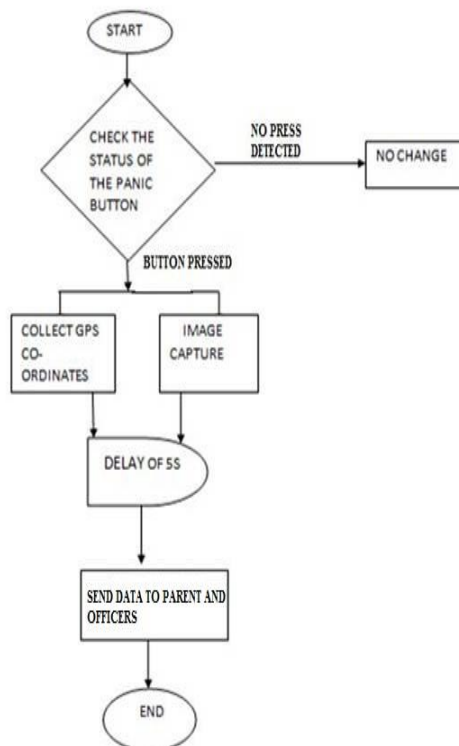 START
CHECK THE
STATUS OF
THE PANIC
BUTTON
NO PRESS
DETECTED
NO CHANGE
BUTTON PRESSED
COLLECT GPS
CO-
ORDINATES
IMAGE
CAPTURE
DELAY OF 5S
SEND DATA TO PARENT AND
OFFICERS
END